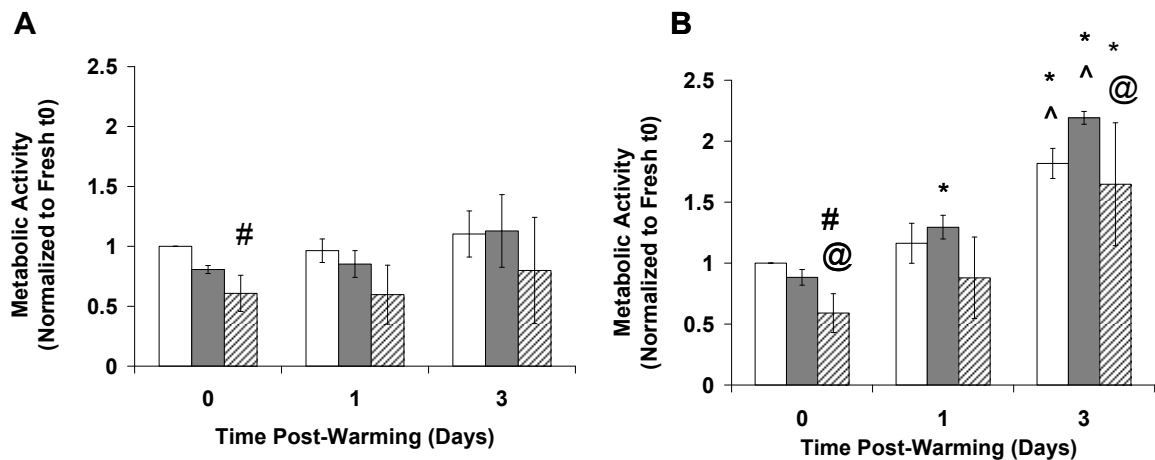 A
Metabolic Activity
(Normalized to Fresh t0)
2.5
2
1.5
1
0.5
0
#
0 1 3
Time Post-Warming (Days)
B
Metabolic Activity
(Normalized to Fresh t0)
2.5
2
1.5
1
0.5
0
#
@
*
*
^
*
^
*
@
0 1 3
Time Post-Warming (Days)